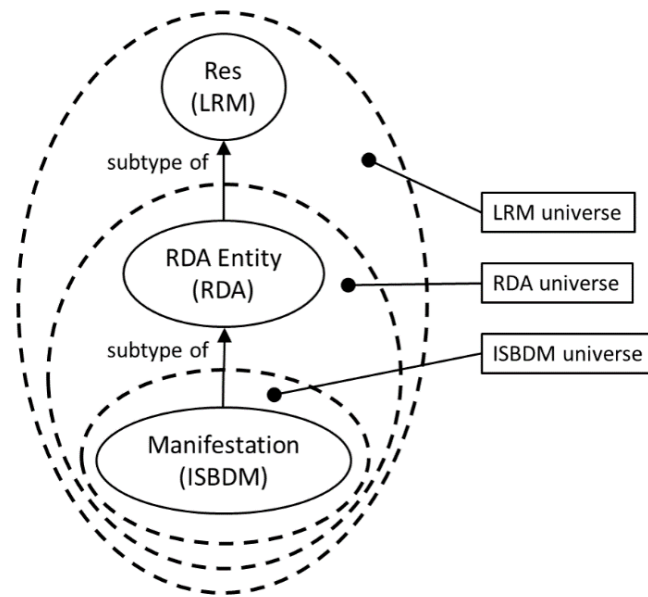 Res
(LRM)
subtype of
LRM universe
RDA Entity
(RDA)
RDA universe
subtype of
ISBDM universe
Manifestation
(ISBDM)